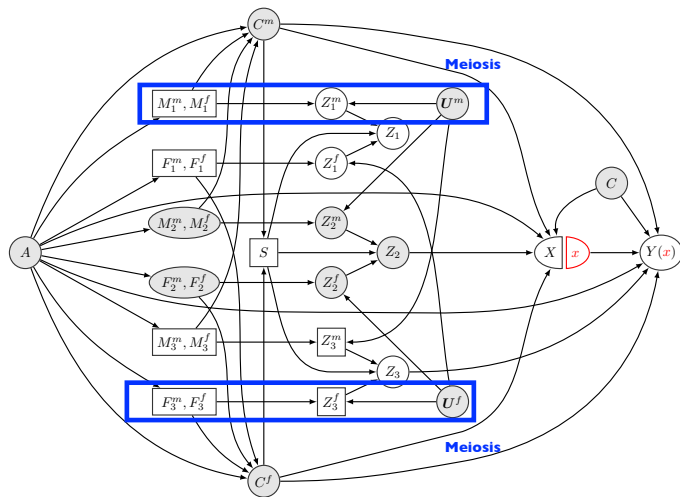 C^m
Meiosis
M_1^m, M_1^f
Z_1^m
U^m
Z_1
F_1^m, F_1^f
Z_1^f
C
M_2^m, M_2^f
Z_2^m
A
S
Z_2
X
x
Y(x)
F_2^m, F_2^f
Z_2^f
M_3^m, M_3^f
Z_3^m
Z_3
F_3^m, F_3^f
Z_3^f
U^f
Meiosis
C^f